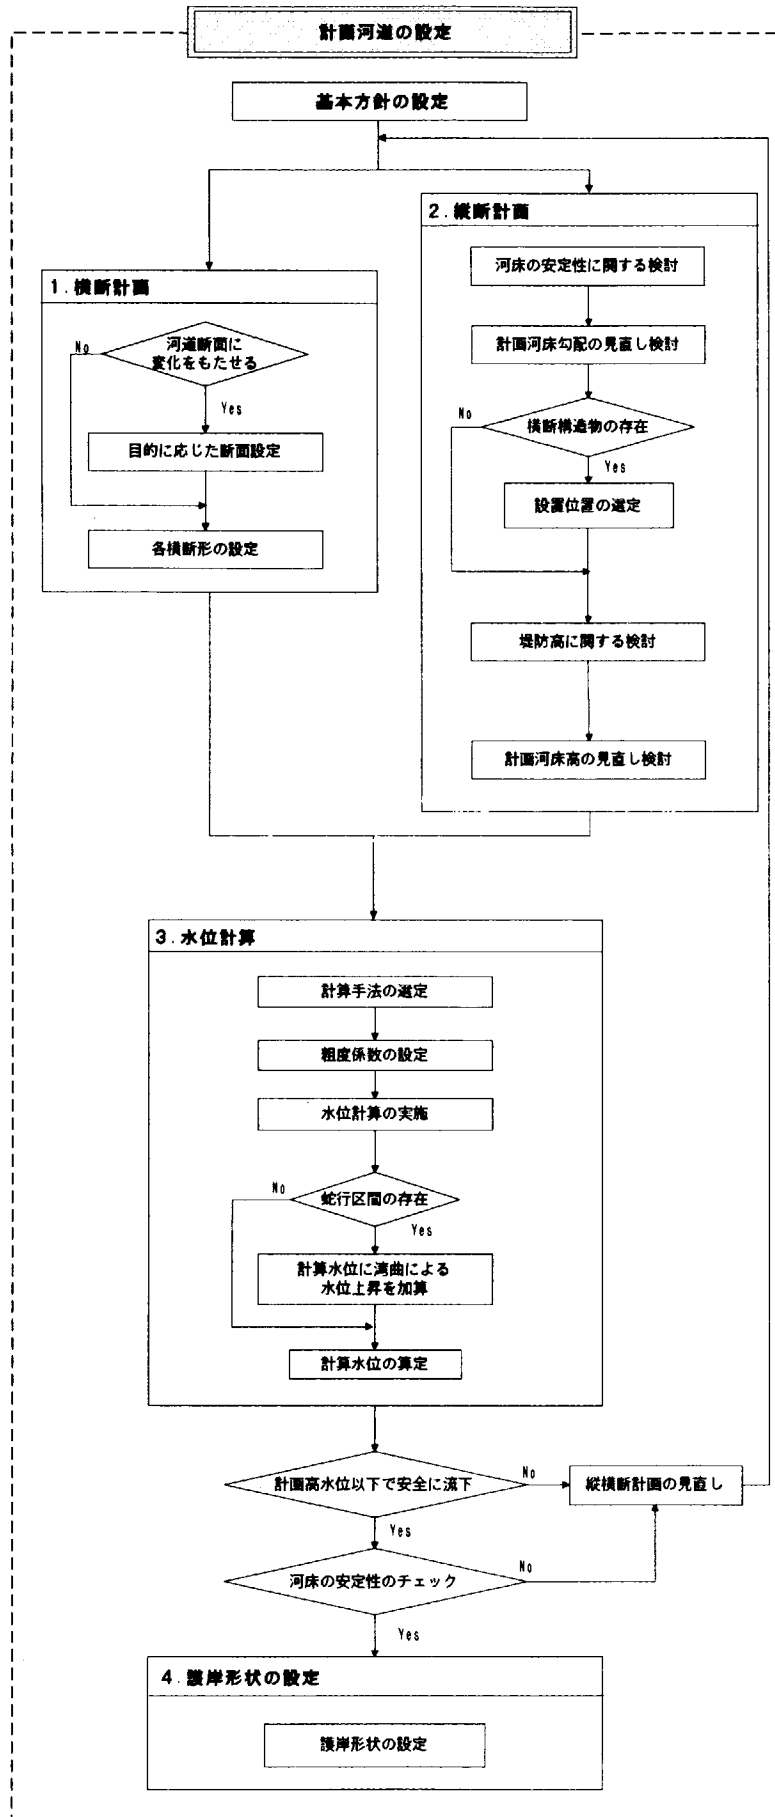 計画河道の設定
基本方針の設定
1.横断計画
河道断面に
変化をもたせる
No
Yes
目的に応じた断面設定
各横断形の設定
2.縦断計画
河床の安定性に関する検討
計画河床勾配の見直し検討
横断構造物の存在
No
Yes
設置位置の選定
堤防高に関する検討
計画河床高の見直し検討
3.水位計算
計算手法の選定
粗度係数の設定
水位計算の実施
蛇行区間の存在
No
Yes
計算水位に湾曲による
水位上昇を加算
計算水位の算定
計画高水位以下で安全に流下
No
縦横断計画の見直し
Yes
河床の安定性のチェック
No
Yes
4.護岸形状の設定
護岸形状の設定